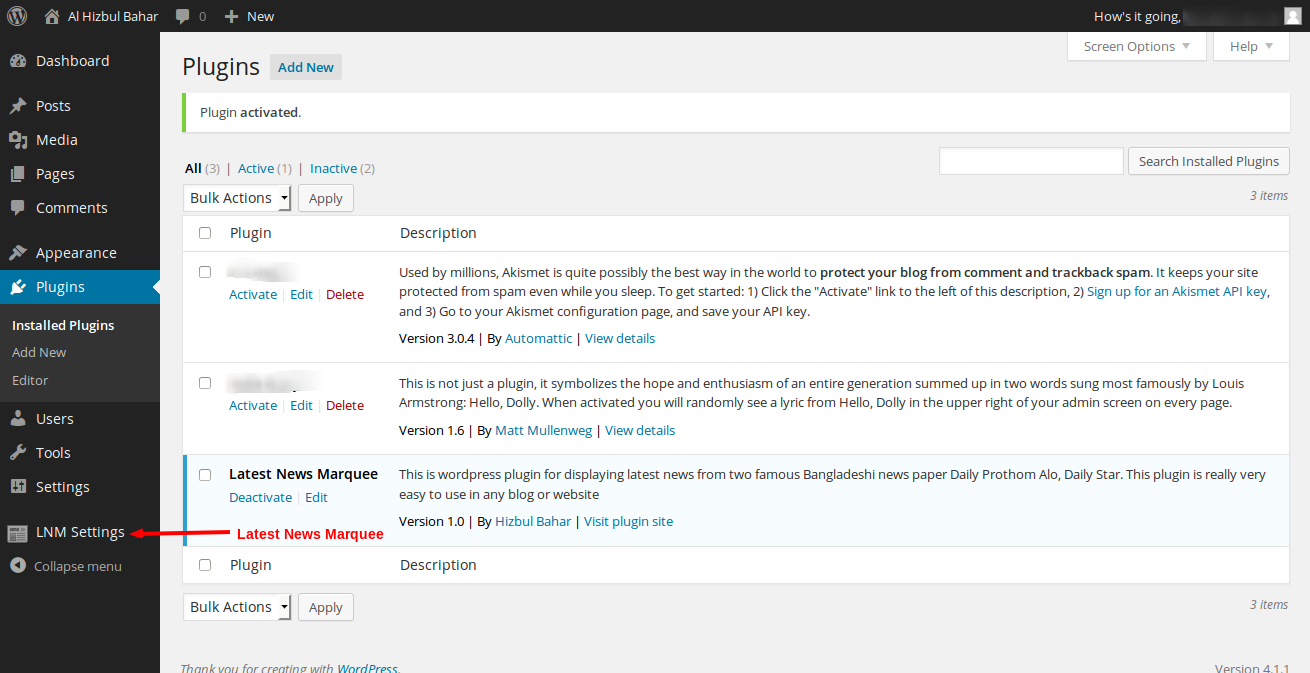 Al Hizbul Bahar 0 New How's it going,
Dashboard
Posts
Media
Pages
Comments
Appearance
Plugins
Installed Plugins
Add New
Editor
Users
Tools
Settings
LNM Settings
Collapse menu
Screen Options Help
Plugins Add New
Plugin activated.
All (3) | Active (1) | Inactive (2)
Search Installed Plugins
Bulk Actions Apply
3 items
Plugin Description
Activate | Edit | Delete
Used by millions, Akismet is quite possibly the best way in the world to protect your blog from comment and trackback spam. It keeps your site
protected from spam even while you sleep. To get started: 1) Click the "Activate" link to the left of this description, 2) Sign up for an Akismet API key,
and 3) Go to your Akismet configuration page, and save your API key.
Version 3.0.4 | By Automattic | View details
Activate | Edit | Delete
This is not just a plugin, it symbolizes the hope and enthusiasm of an entire generation summed up in two words sung most famously by Louis
Armstrong: Hello, Dolly. When activated you will randomly see a lyric from Hello, Dolly in the upper right of your admin screen on every page.
Version 1.6 | By Matt Mullenweg | View details
Latest News Marquee
Deactivate | Edit
This is wordpress plugin for displaying latest news from two famous Bangladeshi news paper Daily Prothom Alo, Daily Star. This plugin is really very
easy to use in any blog or website
Version 1.0 | By Hizbul Bahar | Visit plugin site
Latest News Marquee
Plugin Description
Bulk Actions Apply
3 items
Thank you for creating with WordPress.
Version 4.1.1